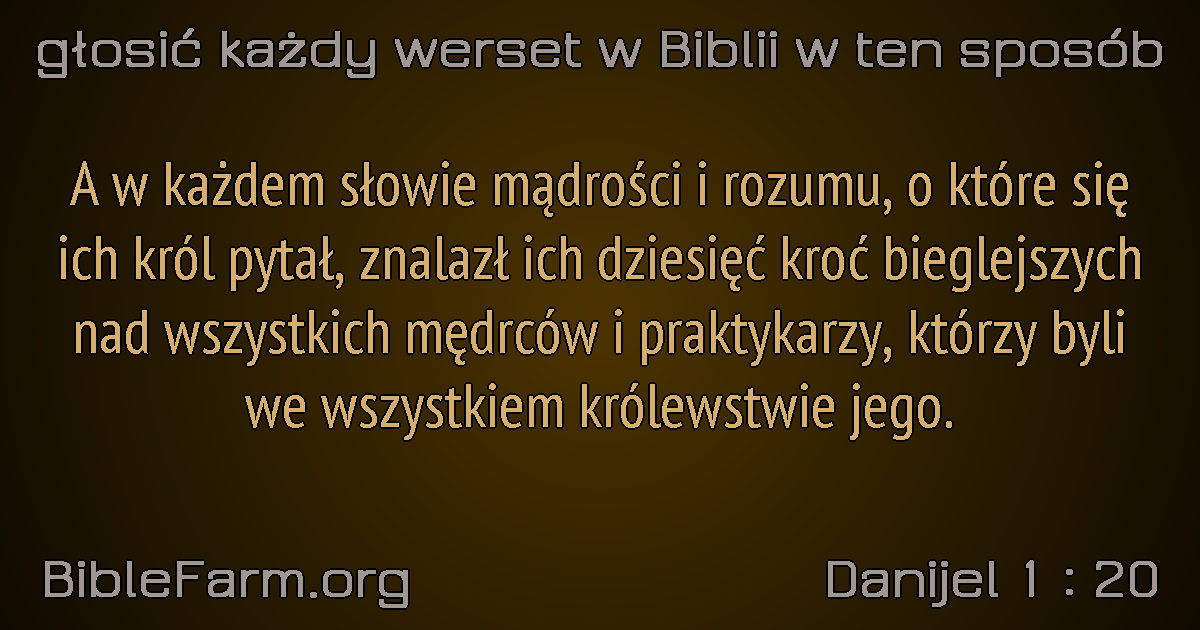 głosić każdy werset w Biblii w ten sposób
A w każdem słowie mądrości i rozumu, o które się
ich król pytał, znalazł ich dziesięć kroć bieglejszych
nad wszystkich mędrców i praktykarzy, którzy byli
we wszystkiem królewstwie jego.
BibleFarm.org
Danijel 1 : 20